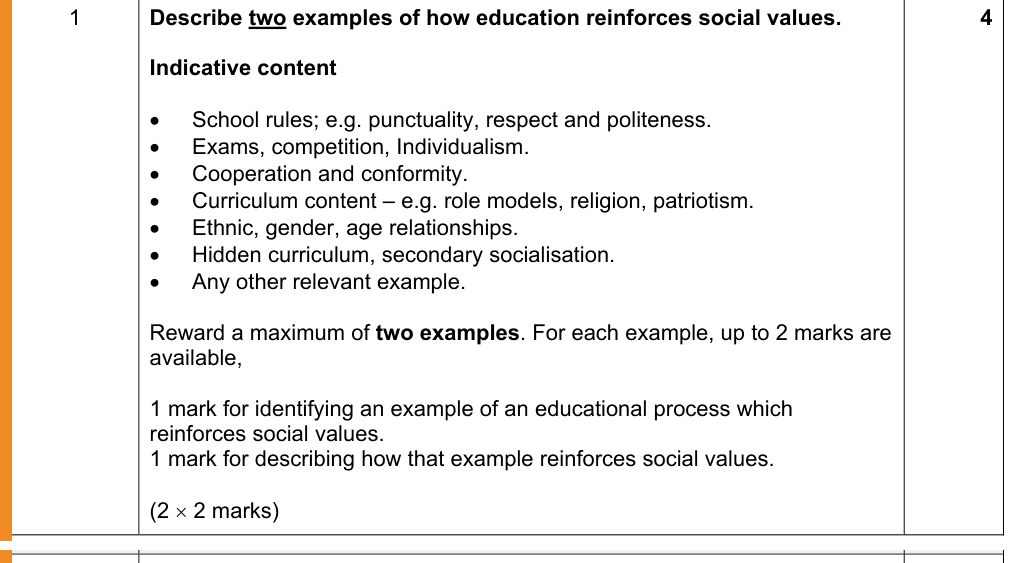 1 Describe two examples of how education reinforces social values. 4
Indicative content
• School rules; e.g. punctuality, respect and politeness.
• Exams, competition, Individualism.
• Cooperation and conformity.
• Curriculum content – e.g. role models, religion, patriotism.
• Ethnic, gender, age relationships.
• Hidden curriculum, secondary socialisation.
• Any other relevant example.
Reward a maximum of two examples. For each example, up to 2 marks are
available,
1 mark for identifying an example of an educational process which
reinforces social values.
1 mark for describing how that example reinforces social values.
(2 × 2 marks)